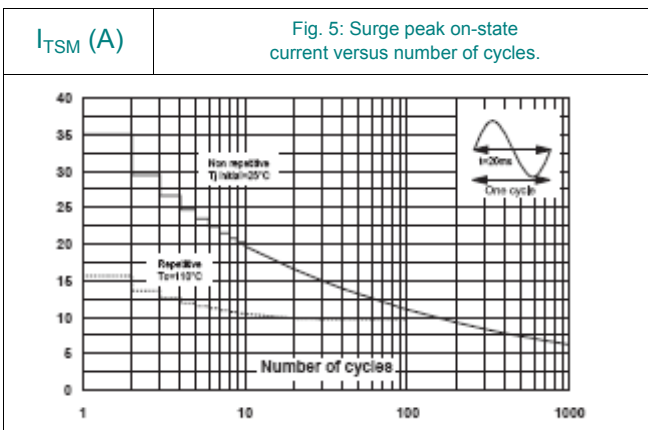 I_TSM (A)
Fig. 5: Surge peak on-state
current versus number of cycles.
40
35
30
25
20
15
10
5
0
Non repetitive
Tj initial=25°C
Repetitive
Tc=110°C
t=20ms
One cycle
Number of cycles
1
10
100
1000